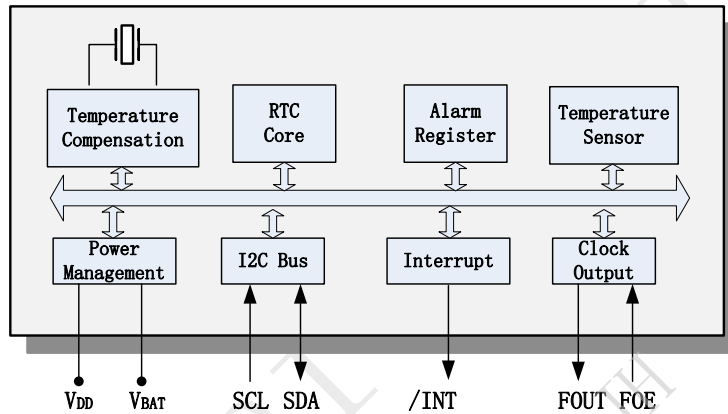 Temperature
Compensation
RTC
Core
Alarm
Register
Temperature
Sensor
Power
Management
I2C Bus
Interrupt
Clock
Output
VDD
VBAT
SCL
SDA
/INT
FOUT
FOE